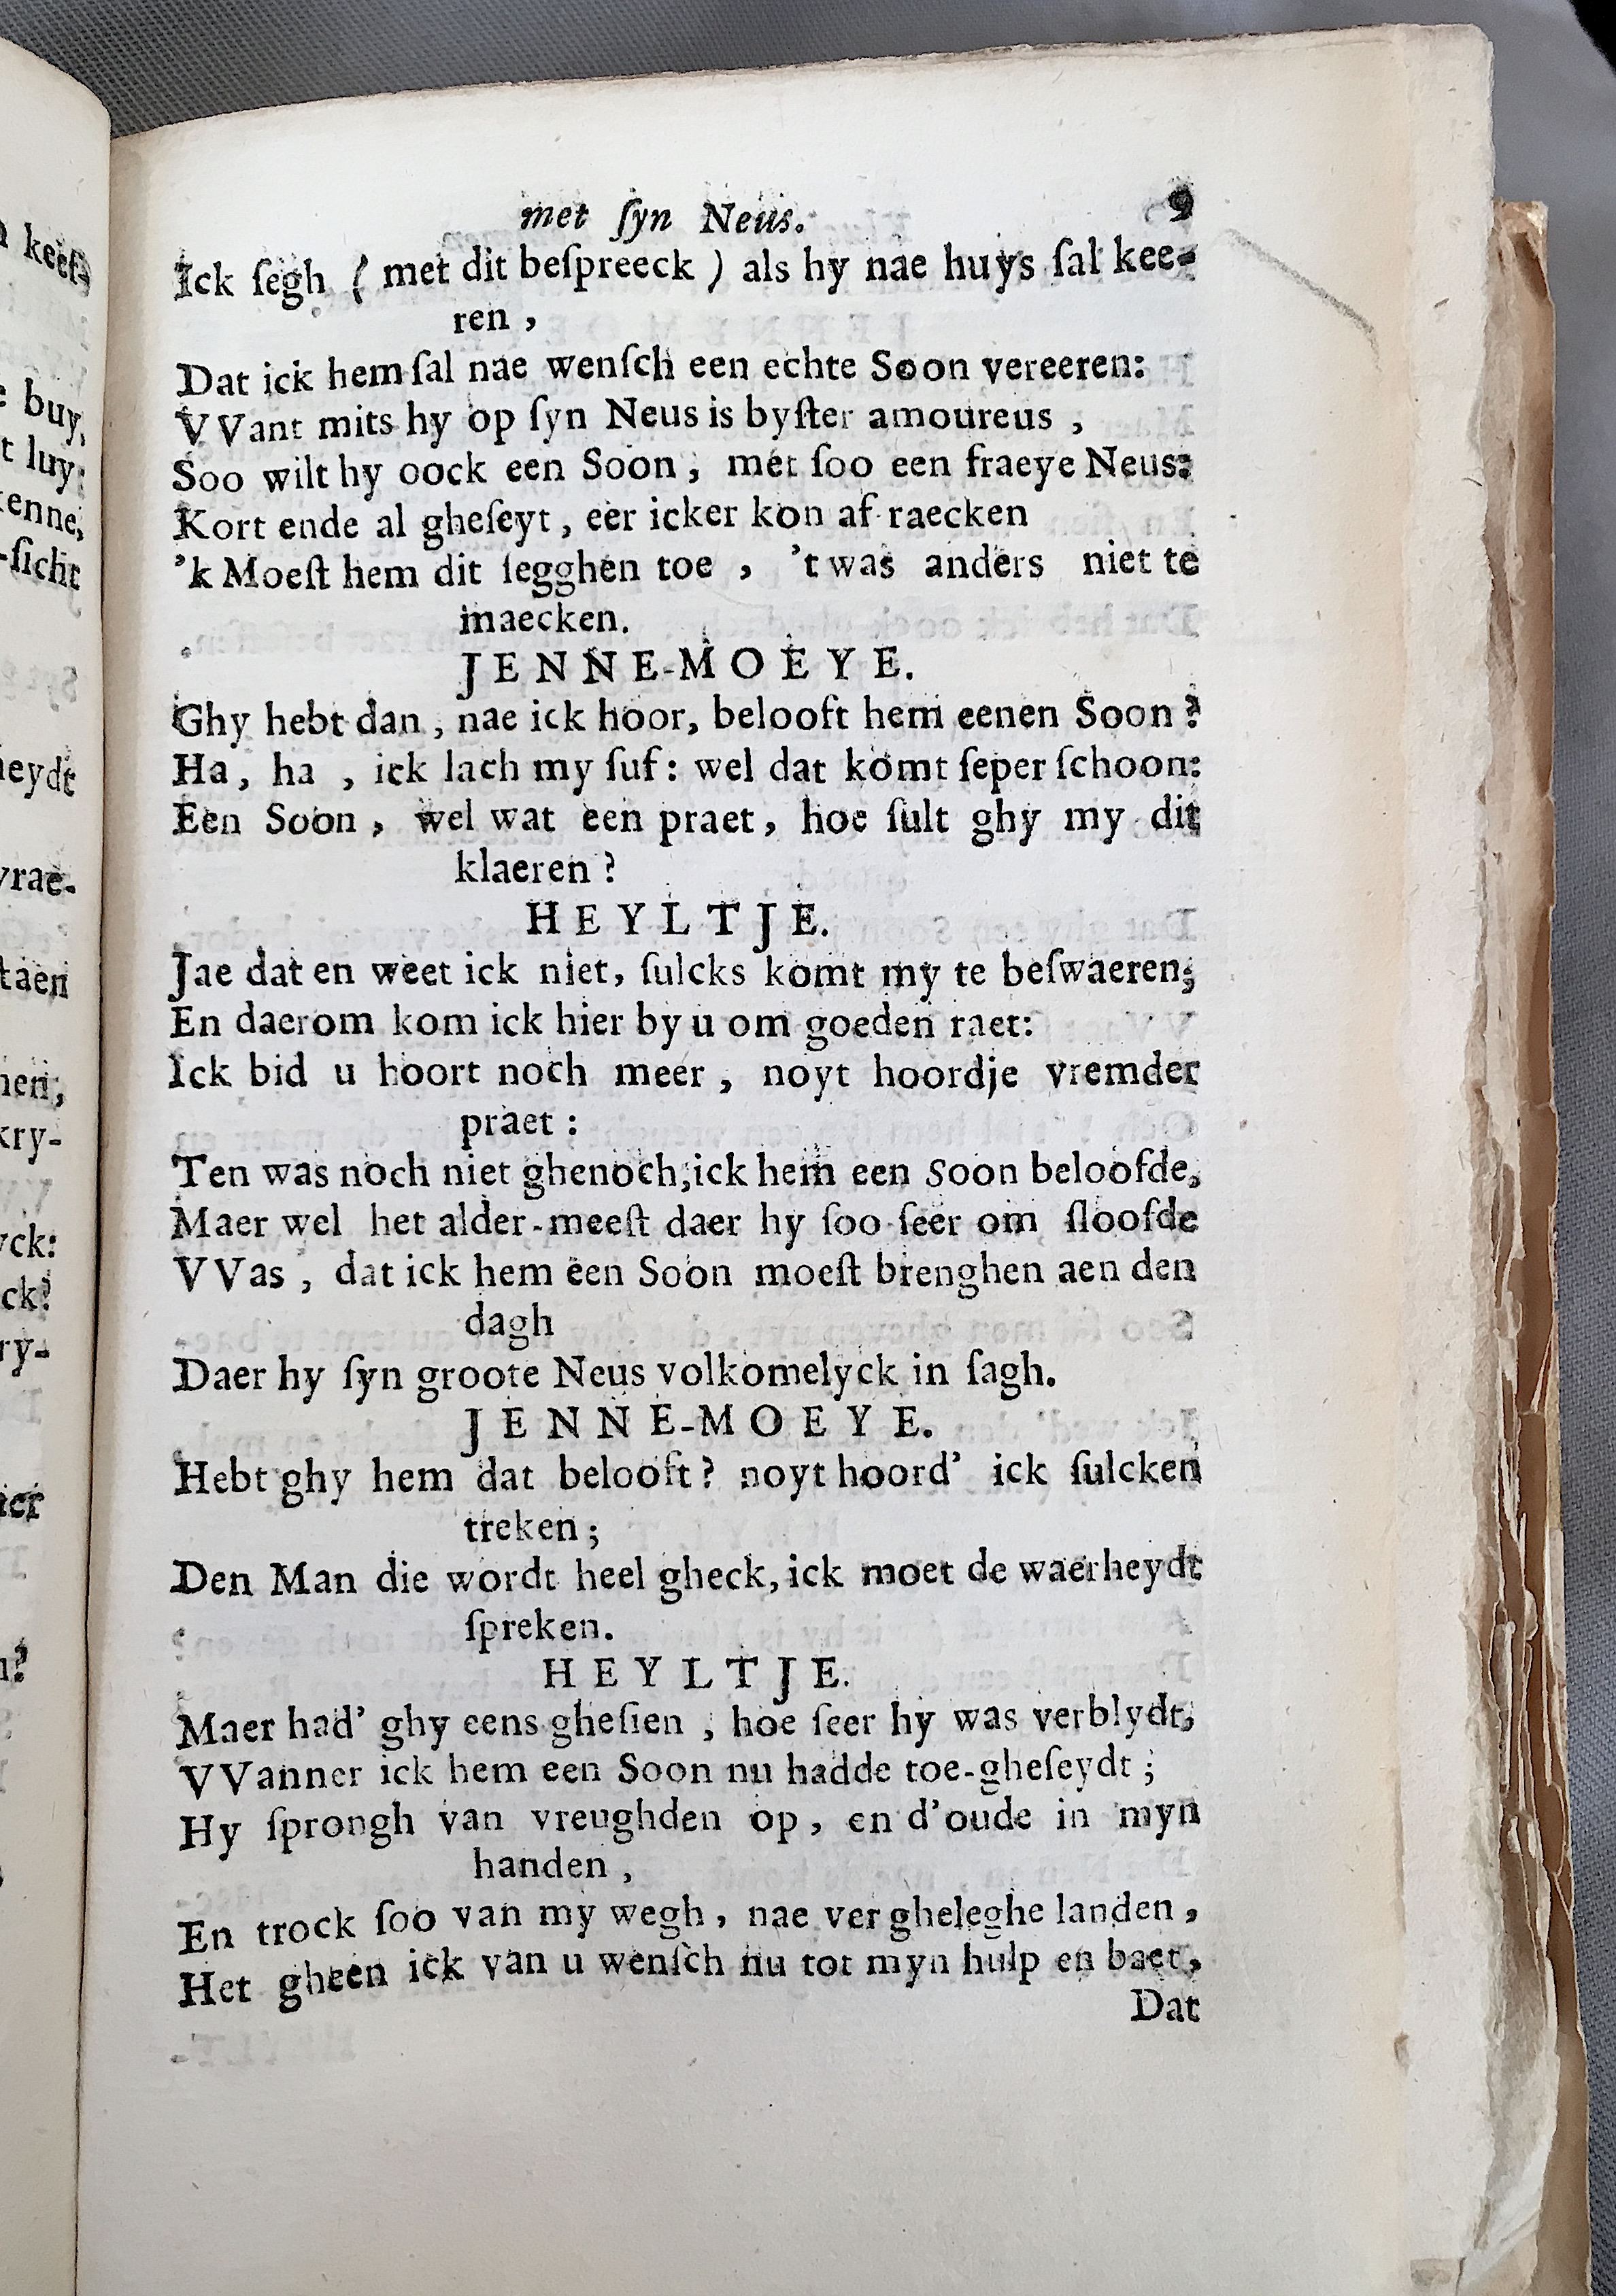 met ſyn Neus. 9
Ick ſegh ( met dit beſpreeck ) als hy nae huys ſal kee-
ren ,
Dat ick hem ſal nae wenſch een echte Soon vereeren:
VVant mits hy op ſyn Neus is byſter amoureus ,
Soo wilt hy oock een Soon , met ſoo een fraeye Neus:
Kort ende al gheſeyt , eer icker kon af raecken
’k Moeſt hem dit ſegghen toe , ’t was anders niet te
maecken.
JENNE-MOEYE.
Ghy hebt dan , nae ick hoor, belooft hem eenen Soon ?
Ha, ha , ick lach my ſuf: wel dat komt ſeper ſchoon:
Een Soon , wel wat een praet, hoe ſult ghy my dit
klaeren ?
HEYLTJE.
Jae dat en weet ick niet, ſulcks komt my te beſwaeren;
En daerom kom ick hier by u om goeden raet:
Ick bid u hoort noch meer , noyt hoordje vremder
praet :
Ten was noch niet ghenoch;ick hem een Soon beloofde,
Maer wel het alder-meeſt daer hy ſoo ſeer om ſloofde
VVas , dat ick hem een Soon moeſt brenghen aen den
dagh
Daer hy ſyn groote Neus volkomelyck in ſagh.
JENNE-MOEYE.
Hebt ghy hem dat belooft? noyt hoord’ ick ſulcken
treken ;
Den Man die wordt heel gheck, ick moet de waerheydt
ſpreken.
HEYLTJE.
Maer had’ ghy eens gheſien , hoe ſeer hy was verblydt,
VVanner ick hem een Soon nu hadde toe-gheſeydt ;
Hy ſprongh van vreughden op, en d’oude in myn
handen ,
En trock ſoo van my wegh, nae ver gheleghe landen ,
Het gheen ick van u wenſch nu tot myn hulp en baet,
Dat